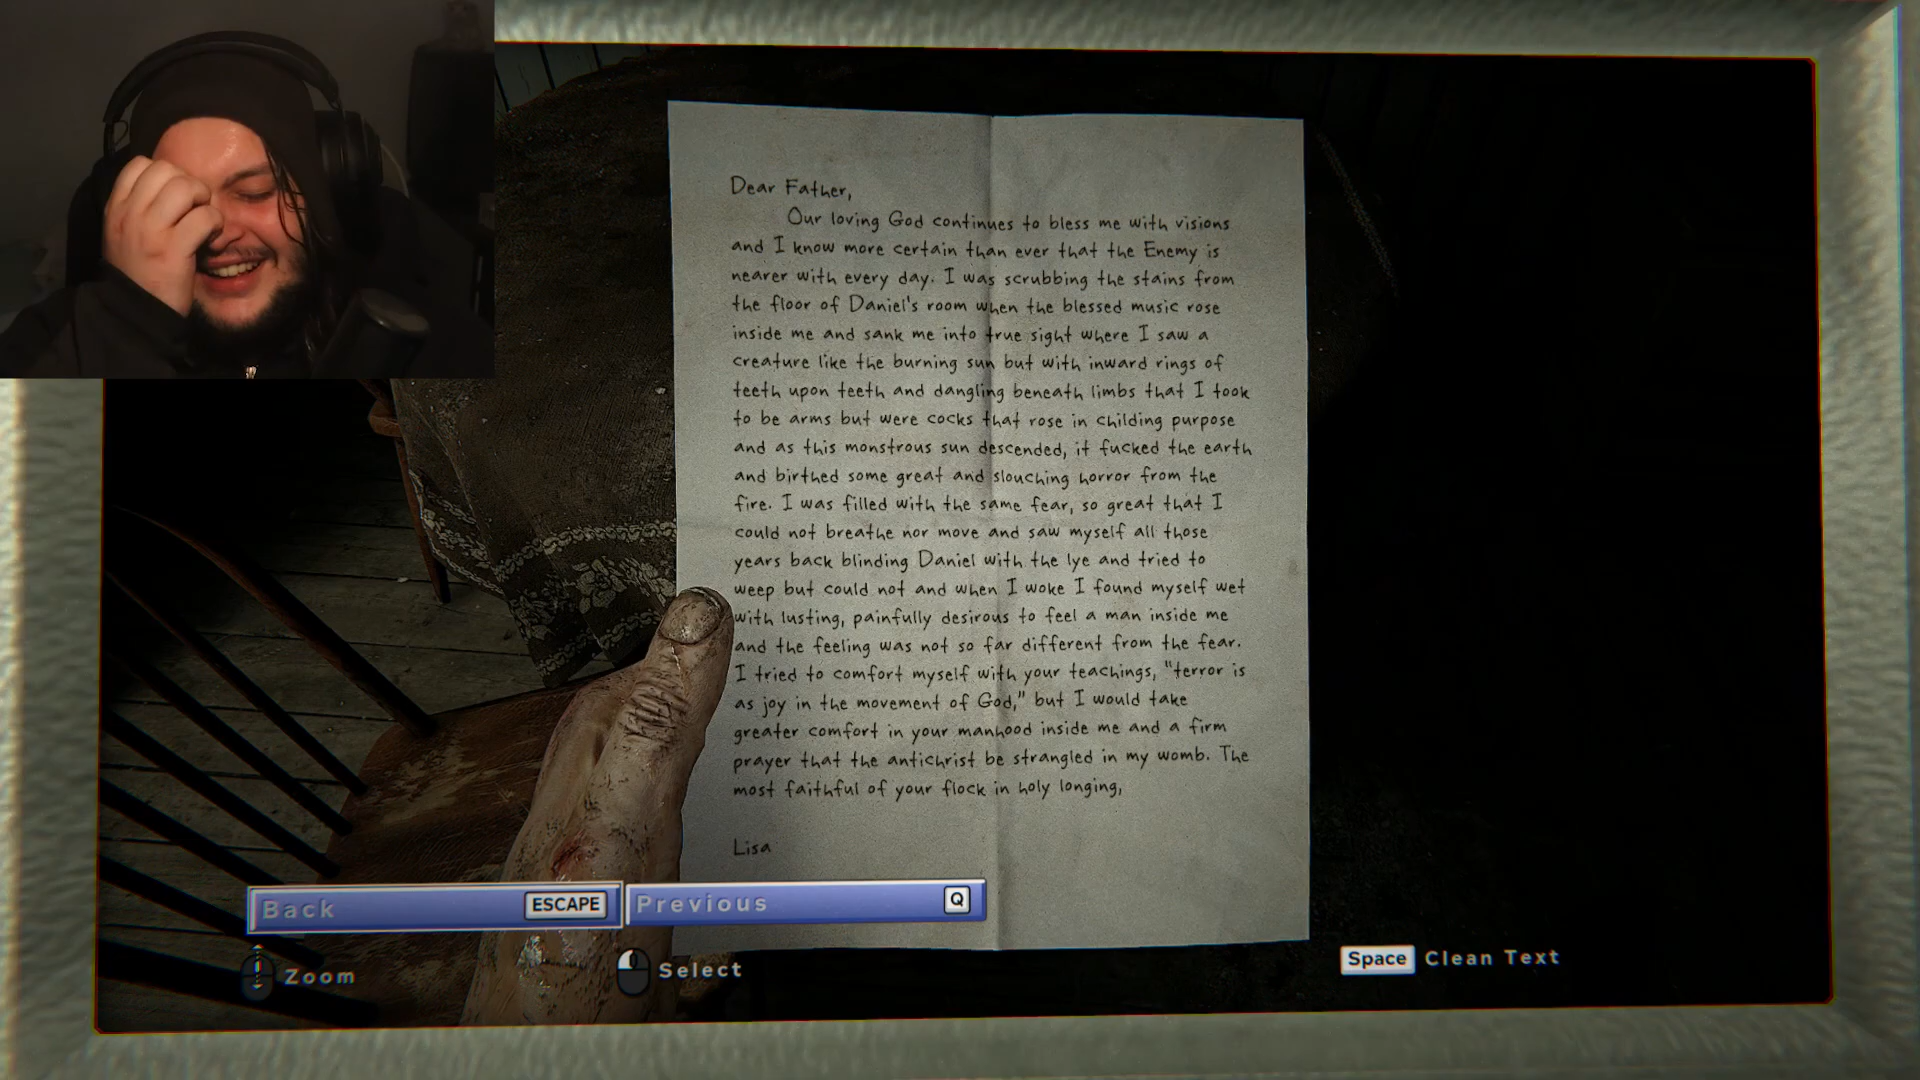 Dear Father,
Our loving God continues to bless me with visions
and I know more certain than ever that the Enemy is
nearer with every day. I was scrubbing the stains from
the floor of Daniel's room when the blessed music rose
inside me and sank me into true sight where I saw a
creature like the burning sun but with inward rings of
teeth upon teeth and dangling beneath limbs that I took
to be arms but were cocks that rose in childing purpose
and as this monstrous sun descended, it fucked the earth
and birthed some great and slouching horror from the
fire. I was filled with the same fear, so great that I
could not breathe nor move and saw myself all those
years back blinding Daniel with the lye and tried to
weep but could not and when I woke I found myself wet
with lusting, painfully desirous to feel a man inside me
and the feeling was not so far different from the fear.
I tried to comfort myself with your teachings, "terror is
as joy in the movement of God," but I would take
greater comfort in your manhood inside me and a firm
prayer that the antichrist be strangled in my womb. The
most faithful of your flock in holy longing,
Lisa
Back ESCAPE Previous Q
Zoom Select Space Clean Text